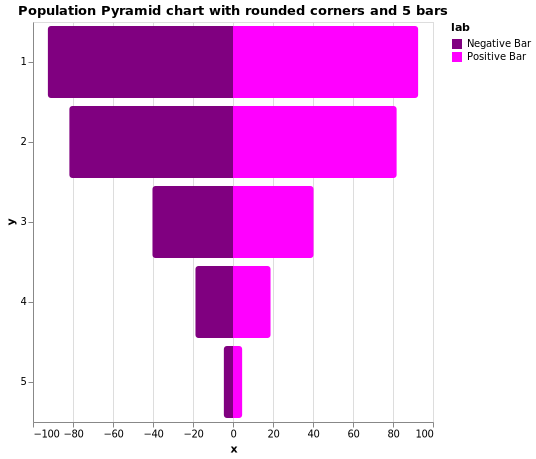 Population Pyramid chart with rounded corners and 5 bars
lab
Negative Bar
Positive Bar
1
2
3
4
5
y
−100 −80 −60 −40 −20 0 20 40 60 80 100
x